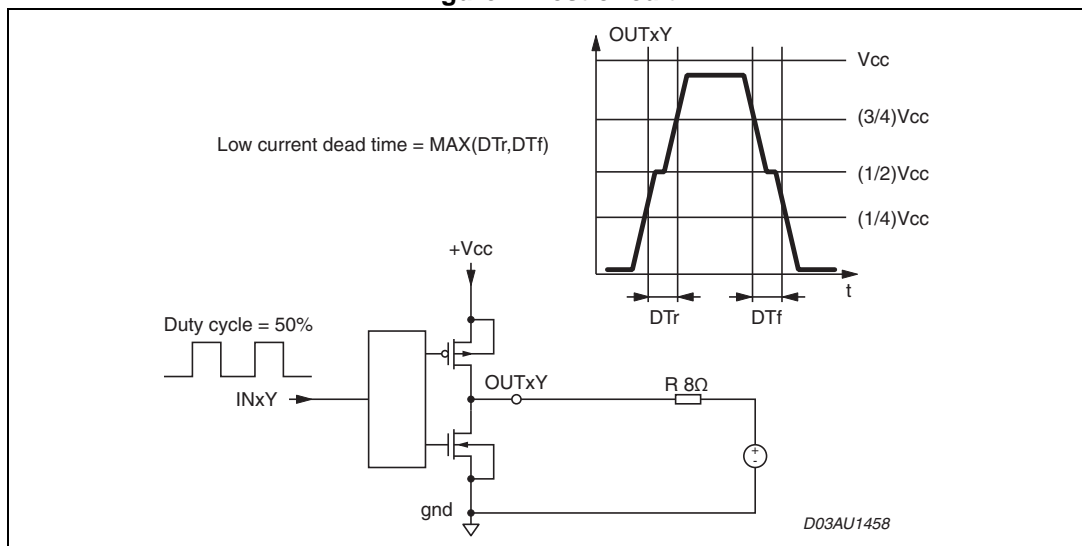 OUTxY
Vcc
(3/4)Vcc
Low current dead time = MAX(DTr,DTf)
(1/2)Vcc
(1/4)Vcc
+Vcc
t
DTr
DTf
Duty cycle = 50%
OUTxY
R 8Ω
INxY
+
-
gnd
D03AU1458